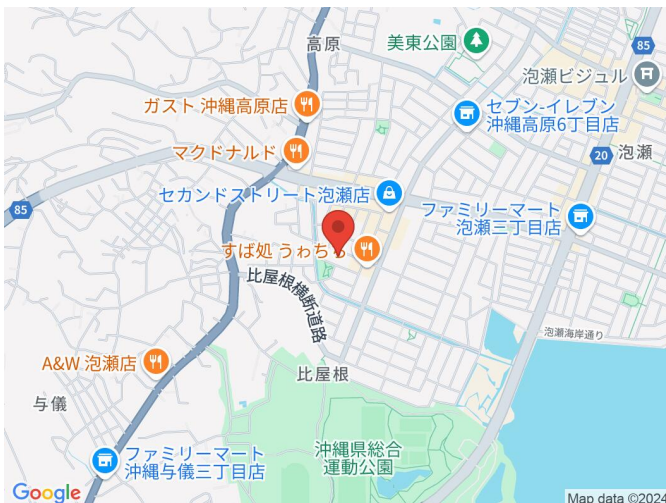 高原
美東公園
85
泡瀬ビジュル
ガスト 沖縄高原店
セブン-イレブン
沖縄高原6丁目店
マクドナルド
20
泡瀬
セカンドストリート泡瀬店
85
ファミリーマート
泡瀬三丁目店
すば処 うゎち
比屋根横断道路
泡瀬海岸通り
A&W 泡瀬店
比屋根
与儀
沖縄県総合
運動公園
ファミリーマート
沖縄与儀三丁目店
Google
Map data ©2024